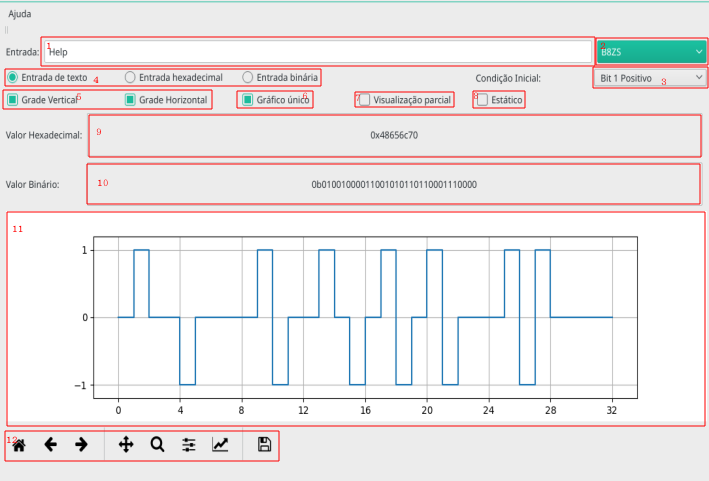 Ajuda
Entrada: 1 Help 2 B8ZS
Entrada de texto 4 Entrada hexadecimal Entrada binária Condição Inicial: Bit 1 Positivo 3
Grade Vertical 5 Grade Horizontal Gráfico único 6 7 Visualização parcial 8 Estático
Valor Hexadecimal: 9 0x48656c70
Valor Binário: 10 0b01001000011001010110110001110000
11
1
0
−1
0 4 8 12 16 20 24 28 32
12